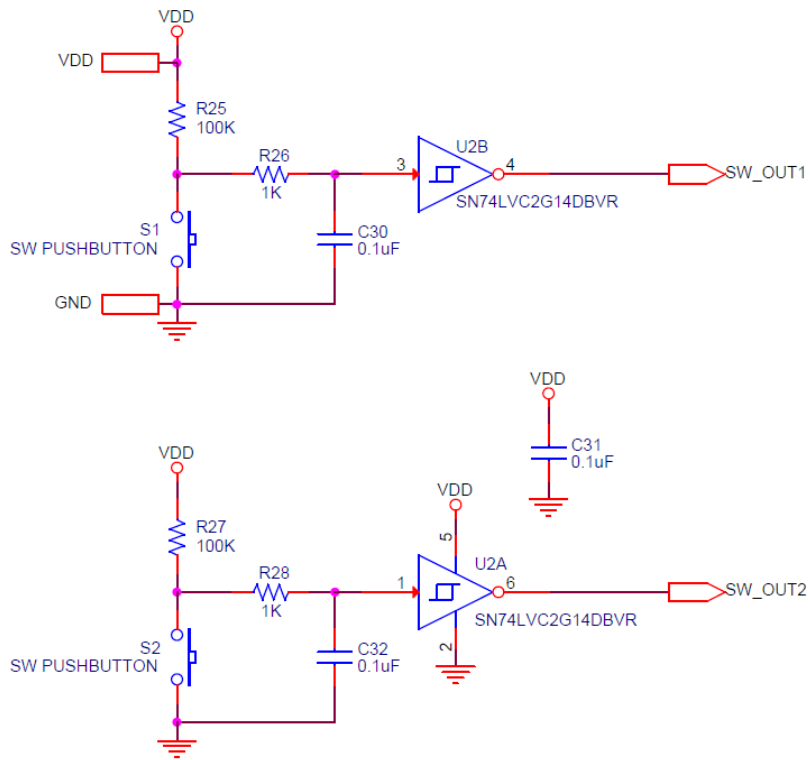 VDD
VDD
R25
100K
R26
1K
3
U2B
4
SW_OUT1
SN74LVC2G14DBVR
S1
SW PUSHBUTTON
C30
0.1uF
GND
VDD
C31
0.1uF
VDD
R27
100K
VDD
5
R28
1K
1
U2A
6
SW_OUT2
SN74LVC2G14DBVR
2
S2
SW PUSHBUTTON
C32
0.1uF